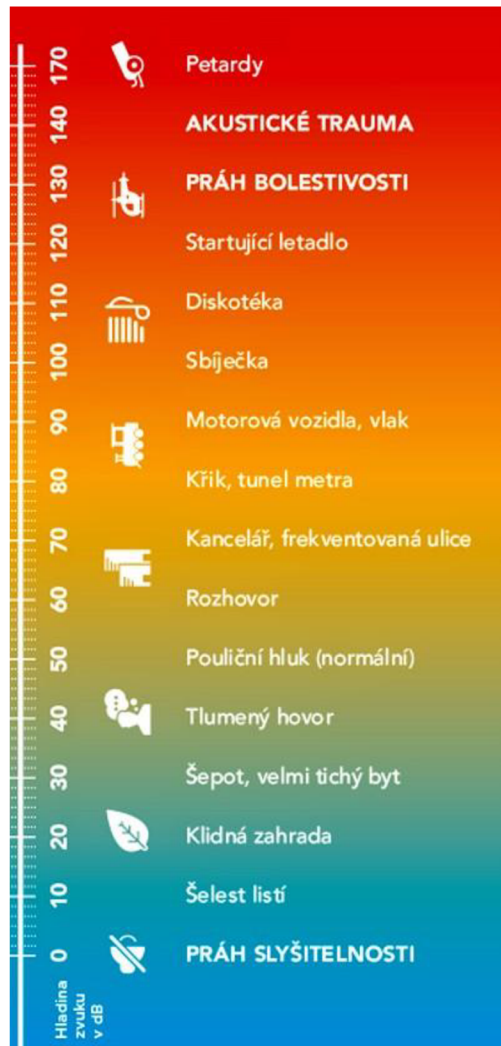 170 Petardy
140 AKUSTICKÉ TRAUMA
130 PRÁH BOLESTIVOSTI
120 Startující letadlo
110 Diskotéka
100 Sbíječka
90 Motorová vozidla, vlak
80 Křik, tunel metra
70 Kancelář, frekventovaná ulice
60 Rozhovor
50 Pouliční hluk (normální)
40 Tlumený hovor
30 Šepot, velmi tichý byt
20 Klidná zahrada
10 Šelest listí
0 PRÁH SLYŠITELNOSTI
Hladina
zvuku
v dB